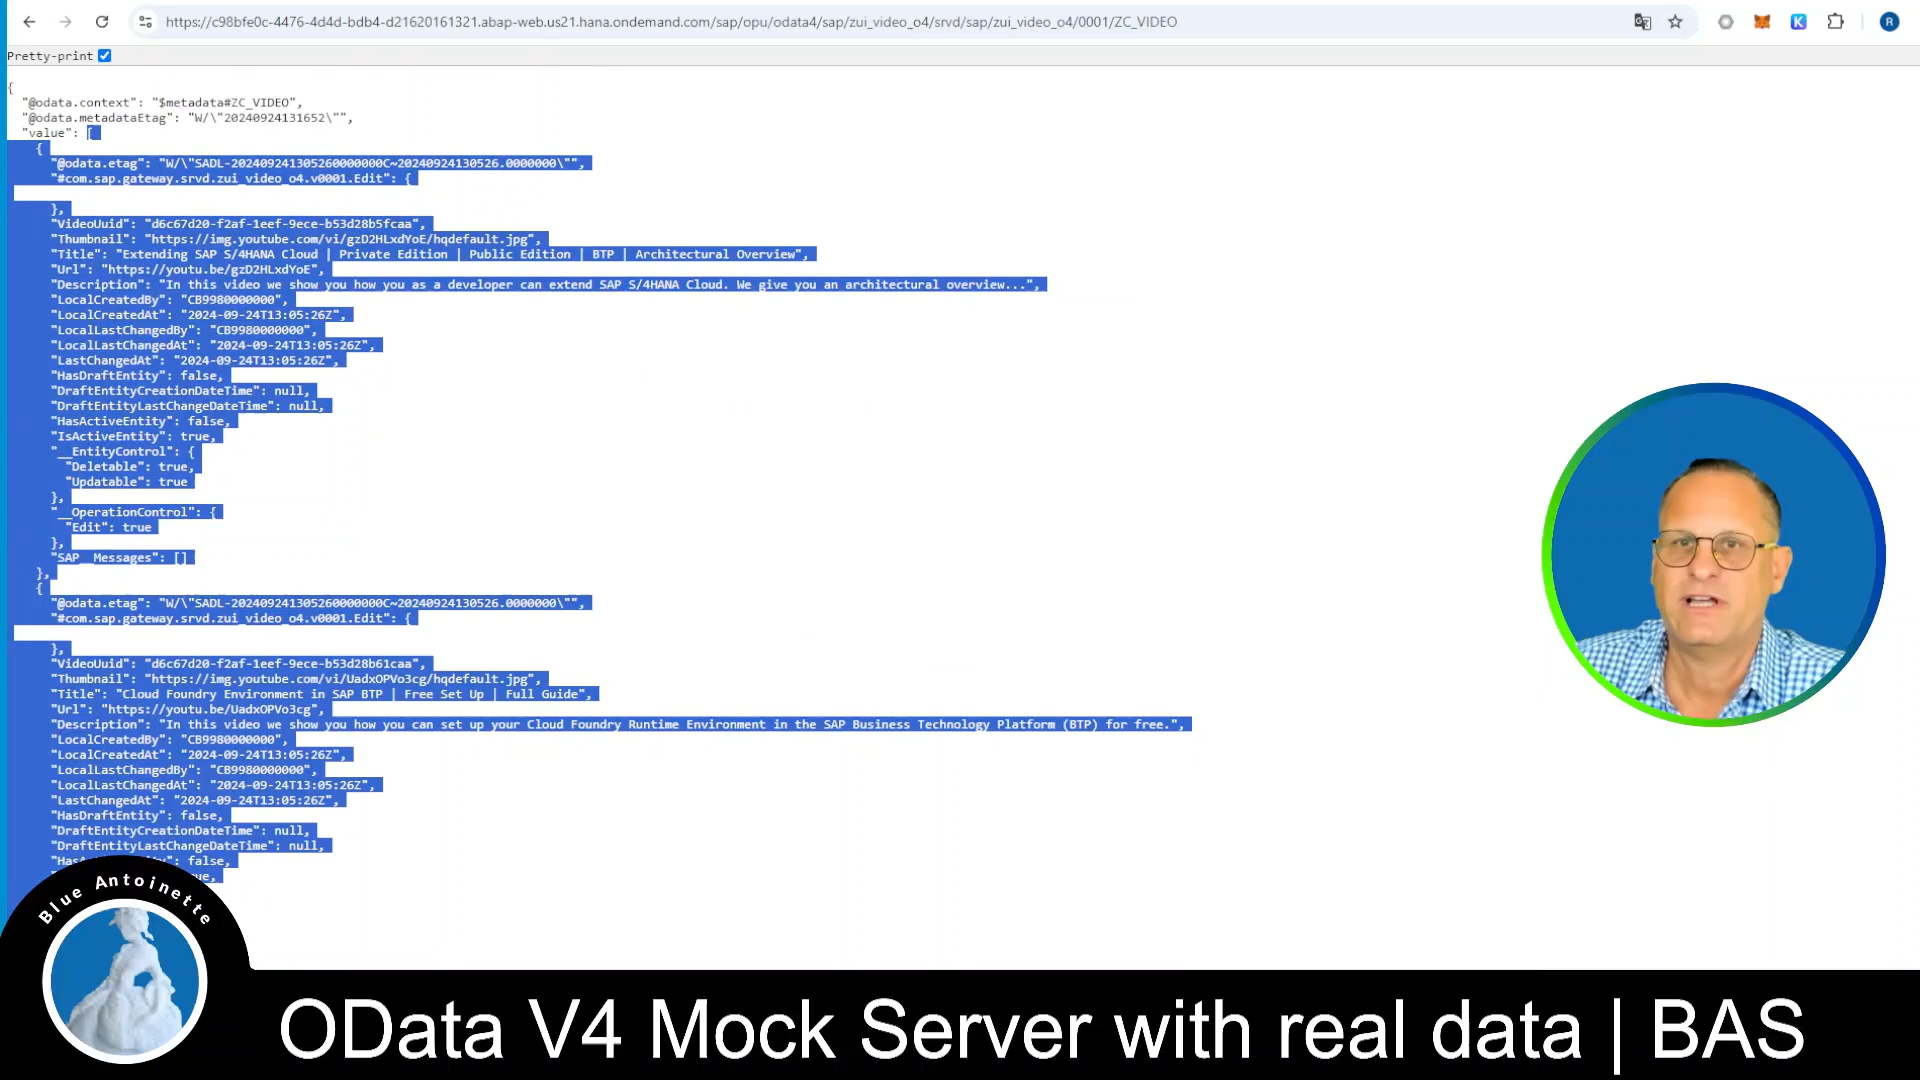 https://c98bfe0c-4476-4d4d-bdb4-d21620161321.abap-web.us21.hana.ondemand.com/sap/opu/odata4/sap/zui_video_o4/srvd/sap/zui_video_o4/0001/ZC_VIDEO
K
R
Pretty-print
{
"@odata.context": "$metadata#ZC_VIDEO",
"@odata.metadataEtag": "W/\"20240924131652\"",
"value": [
{
"@odata.etag": "W/\"SADL-202409241305260000000C~20240924130526.0000000\"",
"#com.sap.gateway.srvd.zui_video_o4.v0001.Edit": {
},
"VideoUuid": "d6c67d20-f2af-1eef-9ece-b53d28b5fcaa",
"Thumbnail": "https://img.youtube.com/vi/gzD2HLxdYoE/hqdefault.jpg",
"Title": "Extending SAP S/4HANA Cloud | Private Edition | Public Edition | BTP | Architectural Overview",
"Url": "https://youtu.be/gzD2HLxdYoE",
"Description": "In this video we show you how you as a developer can extend SAP S/4HANA Cloud. We give you an architectural overview...",
"LocalCreatedBy": "CB9980000000",
"LocalCreatedAt": "2024-09-24T13:05:26Z",
"LocalLastChangedBy": "CB9980000000",
"LocalLastChangedAt": "2024-09-24T13:05:26Z",
"LastChangedAt": "2024-09-24T13:05:26Z",
"HasDraftEntity": false,
"DraftEntityCreationDateTime": null,
"DraftEntityLastChangeDateTime": null,
"HasActiveEntity": false,
"IsActiveEntity": true,
"__EntityControl": {
"Deletable": true,
"Updatable": true
},
"__OperationControl": {
"Edit": true
},
"SAP__Messages": []
},
{
"@odata.etag": "W/\"SADL-202409241305260000000C~20240924130526.0000000\"",
"#com.sap.gateway.srvd.zui_video_o4.v0001.Edit": {
},
"VideoUuid": "d6c67d20-f2af-1eef-9ece-b53d28b61caa",
"Thumbnail": "https://img.youtube.com/vi/UadxOPVo3cg/hqdefault.jpg",
"Title": "Cloud Foundry Environment in SAP BTP | Free Set Up | Full Guide",
"Url": "https://youtu.be/UadxOPVo3cg",
"Description": "In this video we show you how you can set up your Cloud Foundry Runtime Environment in the SAP Business Technology Platform (BTP) for free.",
"LocalCreatedBy": "CB9980000000",
"LocalCreatedAt": "2024-09-24T13:05:26Z",
"LocalLastChangedBy": "CB9980000000",
"LocalLastChangedAt": "2024-09-24T13:05:26Z",
"LastChangedAt": "2024-09-24T13:05:26Z",
"HasDraftEntity": false,
"DraftEntityCreationDateTime": null,
"DraftEntityLastChangeDateTime": null,
false,
Blue Antoinette
OData V4 Mock Server with real data | BAS